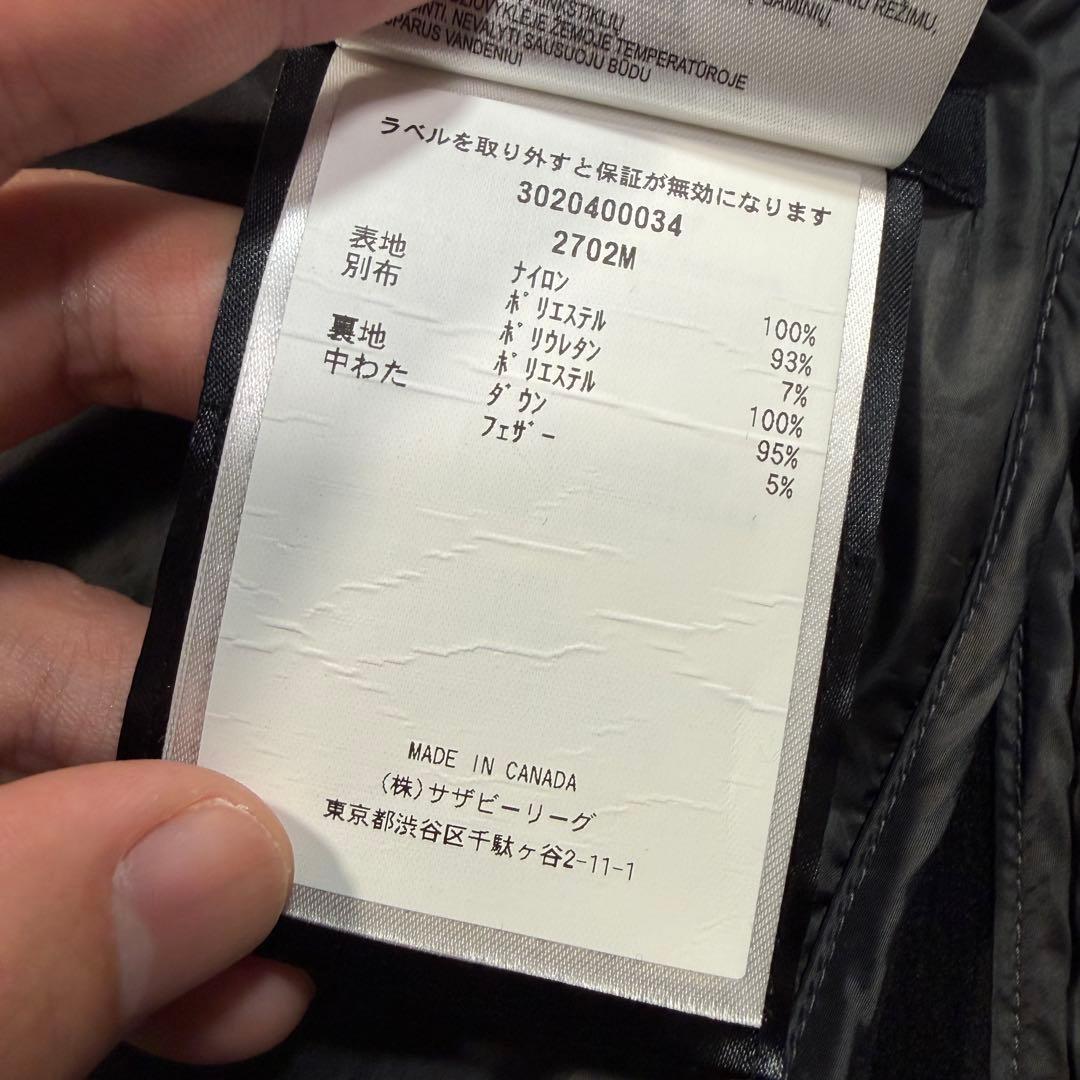 GAMINIŲ,
REŽIMU,
MINKŠTIKLIŲ
ŽEMOJE TEMPERATŪROJE
NEVALYTI SAUSUOJU BŪDU
VANDENIUI
ラベルを取り外すと保証が無効になります
3020400034
2702M
表地 ナイロン 100%
別布 ポリエステル 93%
ポリウレタン 7%
裏地 ポリエステル 100%
中わた ダウン 95%
フェザー 5%
MADE IN CANADA
(株)サザビーリーグ
東京都渋谷区千駄ヶ谷2-11-1